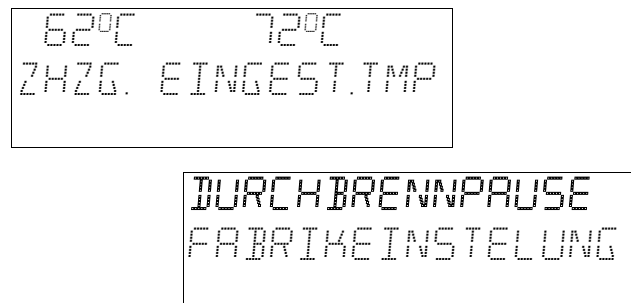 62°C 72°C
ZHZG. EINGEST.TMP
DURCHBRENNPAUSE
FABRIKEINSTELUNG